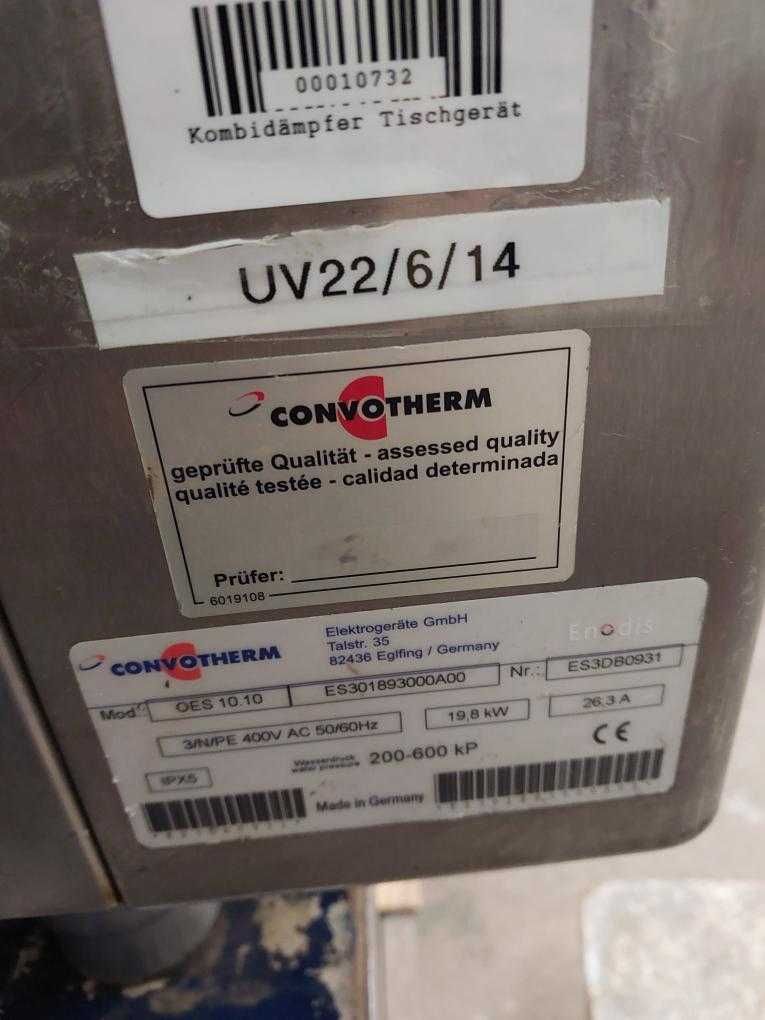 00010732
Kombidämpfer Tischgerät
UV22/6/14
CONVOTHERM
geprüfte Qualität - assessed quality
qualité testée - calidad determinada
Prüfer:
6019108
CONVOTHERM
Elektrogeräte GmbH
Talstr. 35
82436 Eglfing / Germany
Enodis
Mod OES 10.10 ES301893000A00 Nr.: ES3DB0931
3/N/PE 400V AC 50/60Hz 19,8 kW 26,3 A
Wasserdruck
water pressure 200-600 kP CE
IPX5
Made in Germany